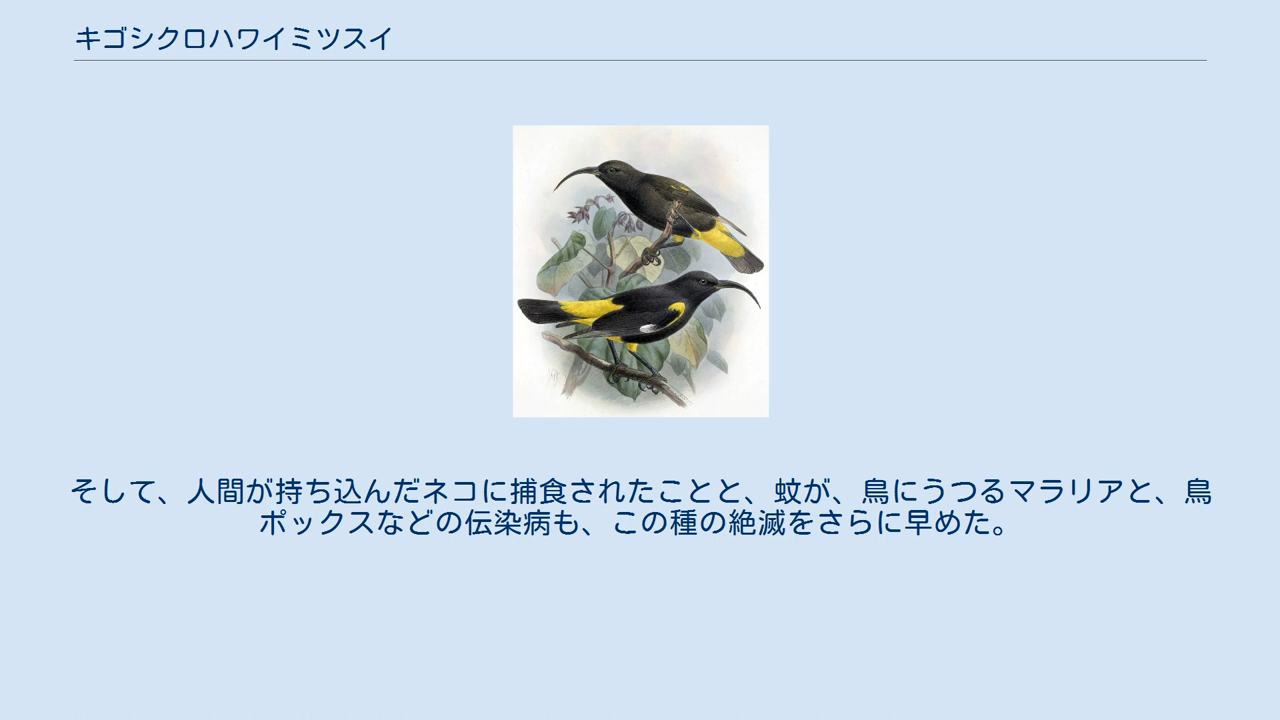 キゴシクロハワイミツスイ
そして、人間が持ち込んだネコに捕食されたことと、蚊が、鳥にうつるマラリアと、鳥
ポックスなどの伝染病も、この種の絶滅をさらに早めた。